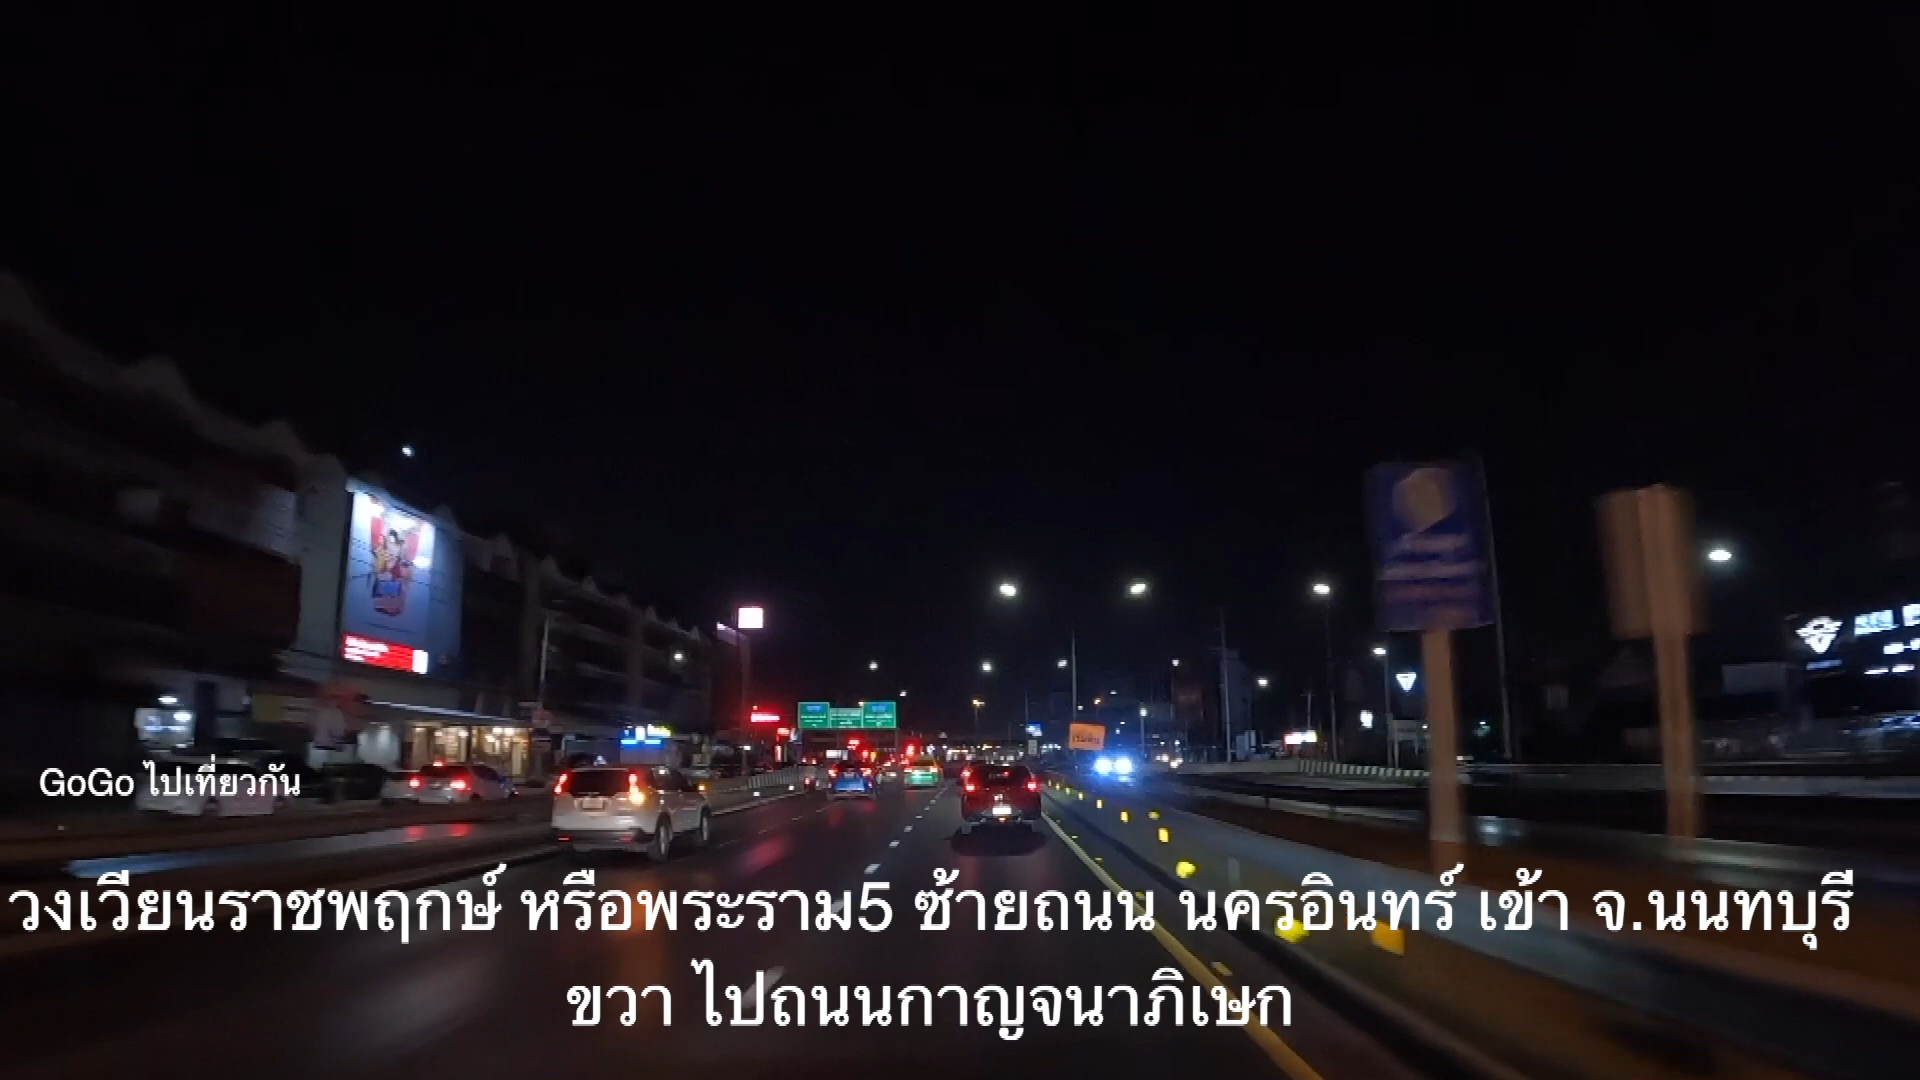 GoGo ไปเที่ยวกัน
วงเวียนราชพฤกษ์ หรือพระราม5 ซ้ายถนน นครอินทร์ เข้า จ.นนทบุรี
ขวา ไปถนนกาญจนาภิเษก